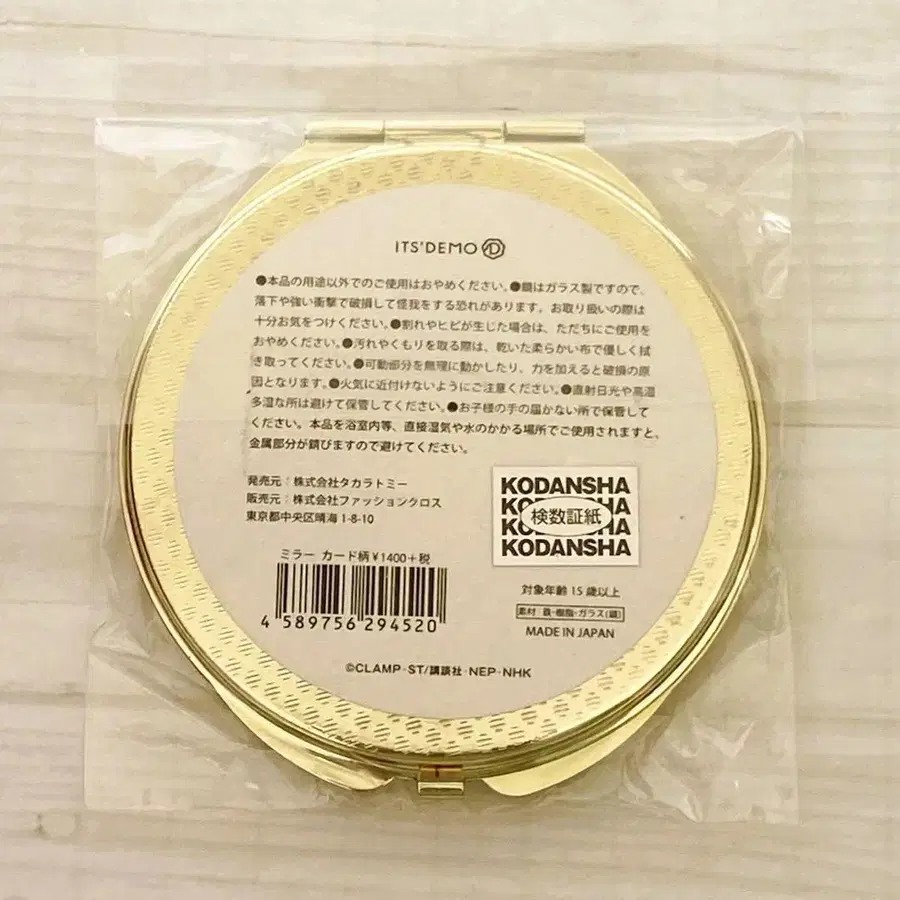 ITS'DEMO
●本品の用途以外でのご使用はおやめください。●鏡はガラス製ですので、
落下や強い衝撃で破損して怪我をする恐れがあります。お取り扱いの際は
十分お気をつけください。●割れやヒビが生じた場合は、ただちにご使用を
おやめください。●汚れやくもりを取る際は、乾いた柔らかい布で優しく拭
き取ってください。●可動部分を無理に動かしたり、力を加えると破損の原
因となります。●火気に近付けないようにご注意ください。●直射日光や高温
多湿な所は避けて保管してください。●お子様の手の届かない所で保管して
ください。本品を浴室内等、直接湿気や水のかかる場所でご使用されますと、
金属部分が錆びますので避けてください。
発売元：株式会社タカラトミー
販売元：株式会社ファッションクロス
東京都中央区晴海 1-8-10
KODANSHA
KODANSHA
検数証紙
KODANSHA
KODANSHA
ミラー カード柄 ¥1400+税
4 589756 294520
対象年齢 15 歳以上
素材：鉄・樹脂・ガラス(鏡)
MADE IN JAPAN
©CLAMP・ST/講談社・NEP・NHK